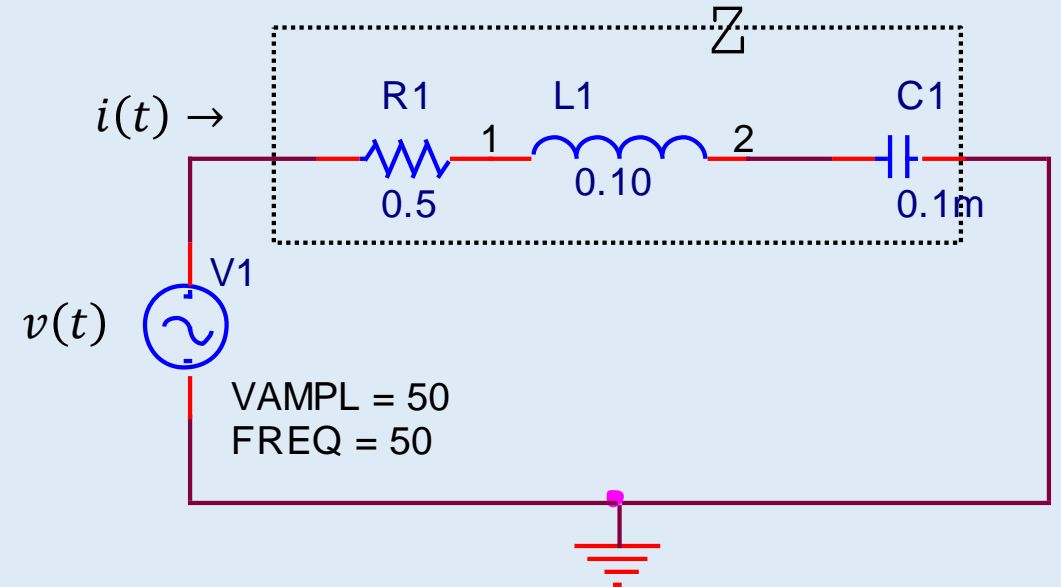 Z
i(t) →
R1
L1
C1
1
2
0.5
0.10
0.1m
V1
v(t)
VAMPL = 50
FREQ = 50